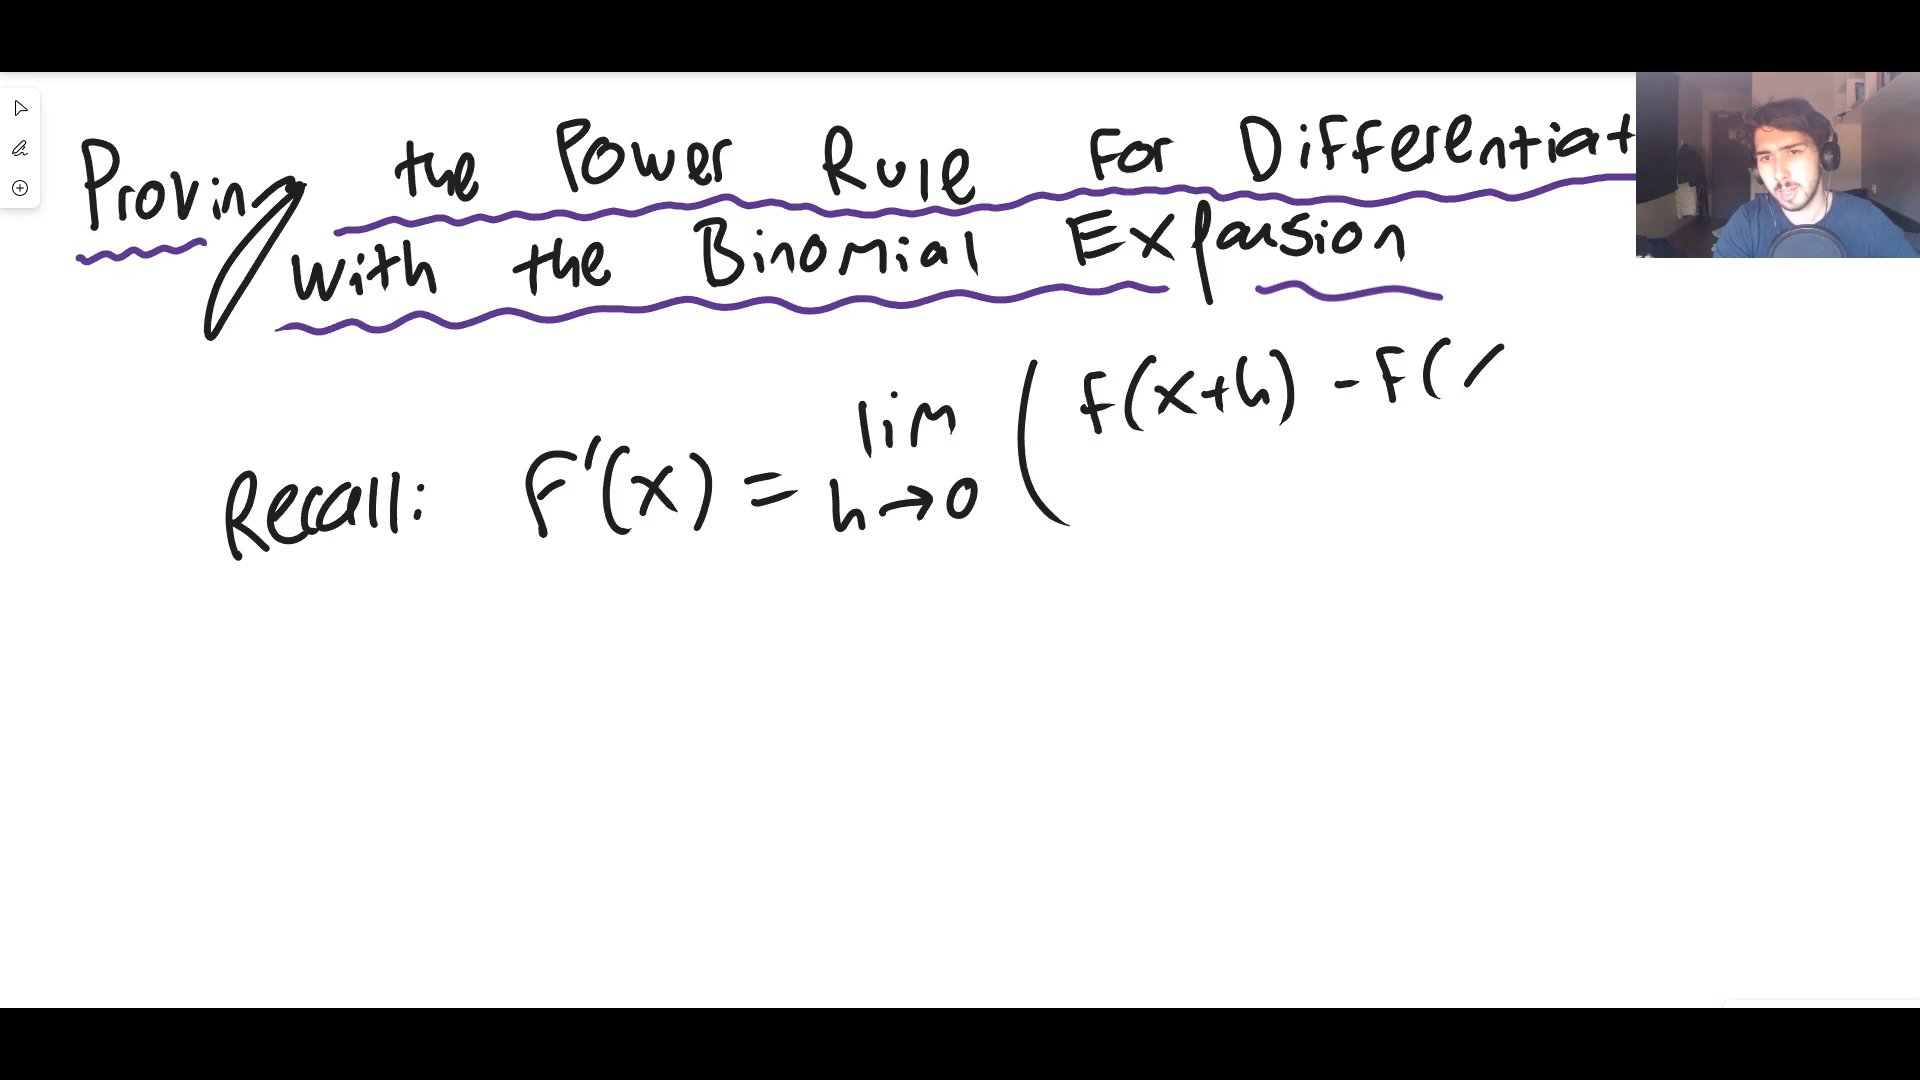 Proving the Power Rule For Differentiat
with the Binomial Expansion
Recall: F'(x) = lim h→0 ( F(x+h) - F(